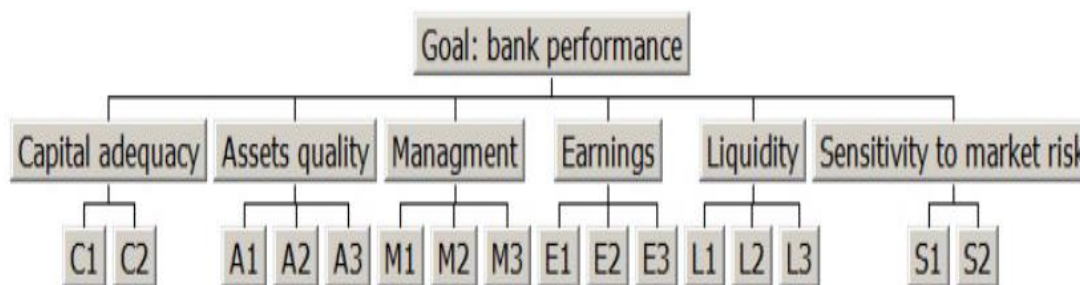 Goal: bank performance
Capital adequacy Assets quality Managment Earnings Liquidity Sensitivity to market risk
C1 C2 A1 A2 A3 M1 M2 M3 E1 E2 E3 L1 L2 L3 S1 S2